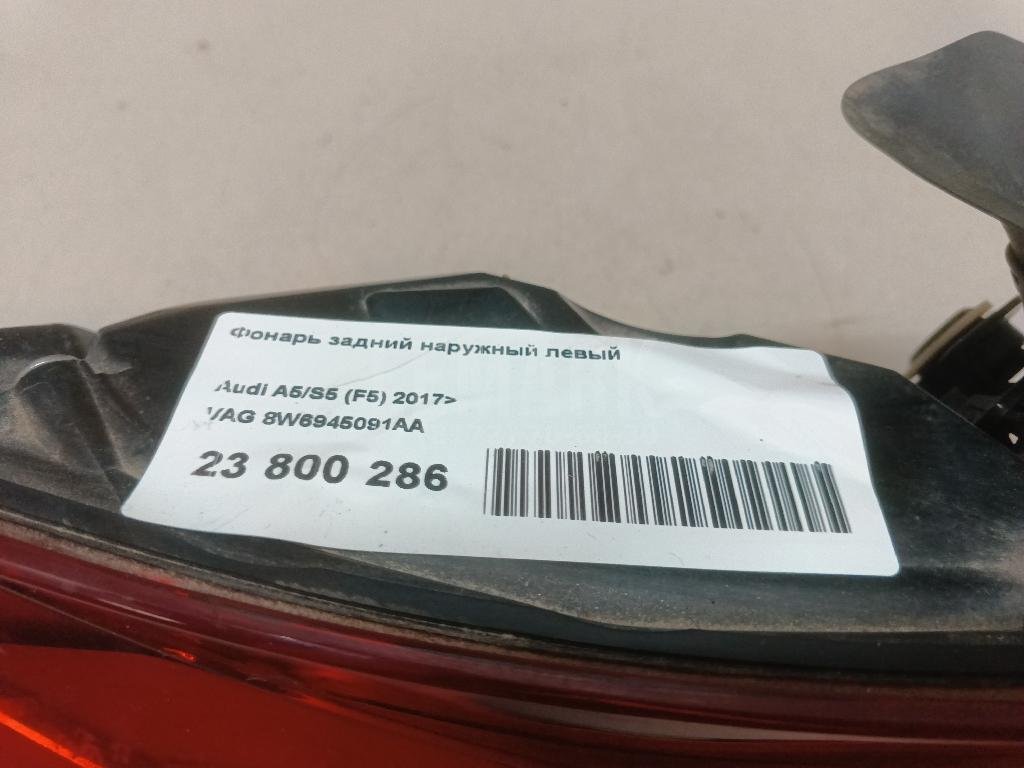 Фонарь задний наружный левый
Audi A5/S5 (F5) 2017>
VAG 8W6945091AA
23 800 286